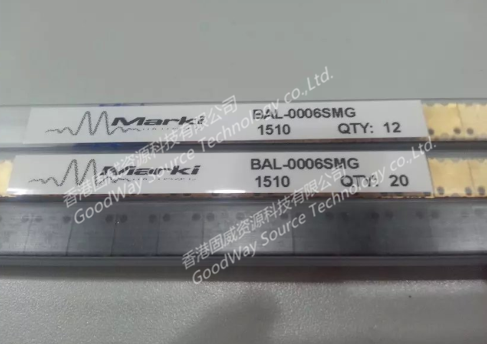 Marki
BAL-0006SMG
1510 QTY: 12
Marki
BAL-0006SMG
1510 QTY: 20
香港固威资源科技有限公司
GoodWay Source Technology co.,Ltd.
香港固威资源科技有限公司
GoodWay Source Technology co.,Ltd.